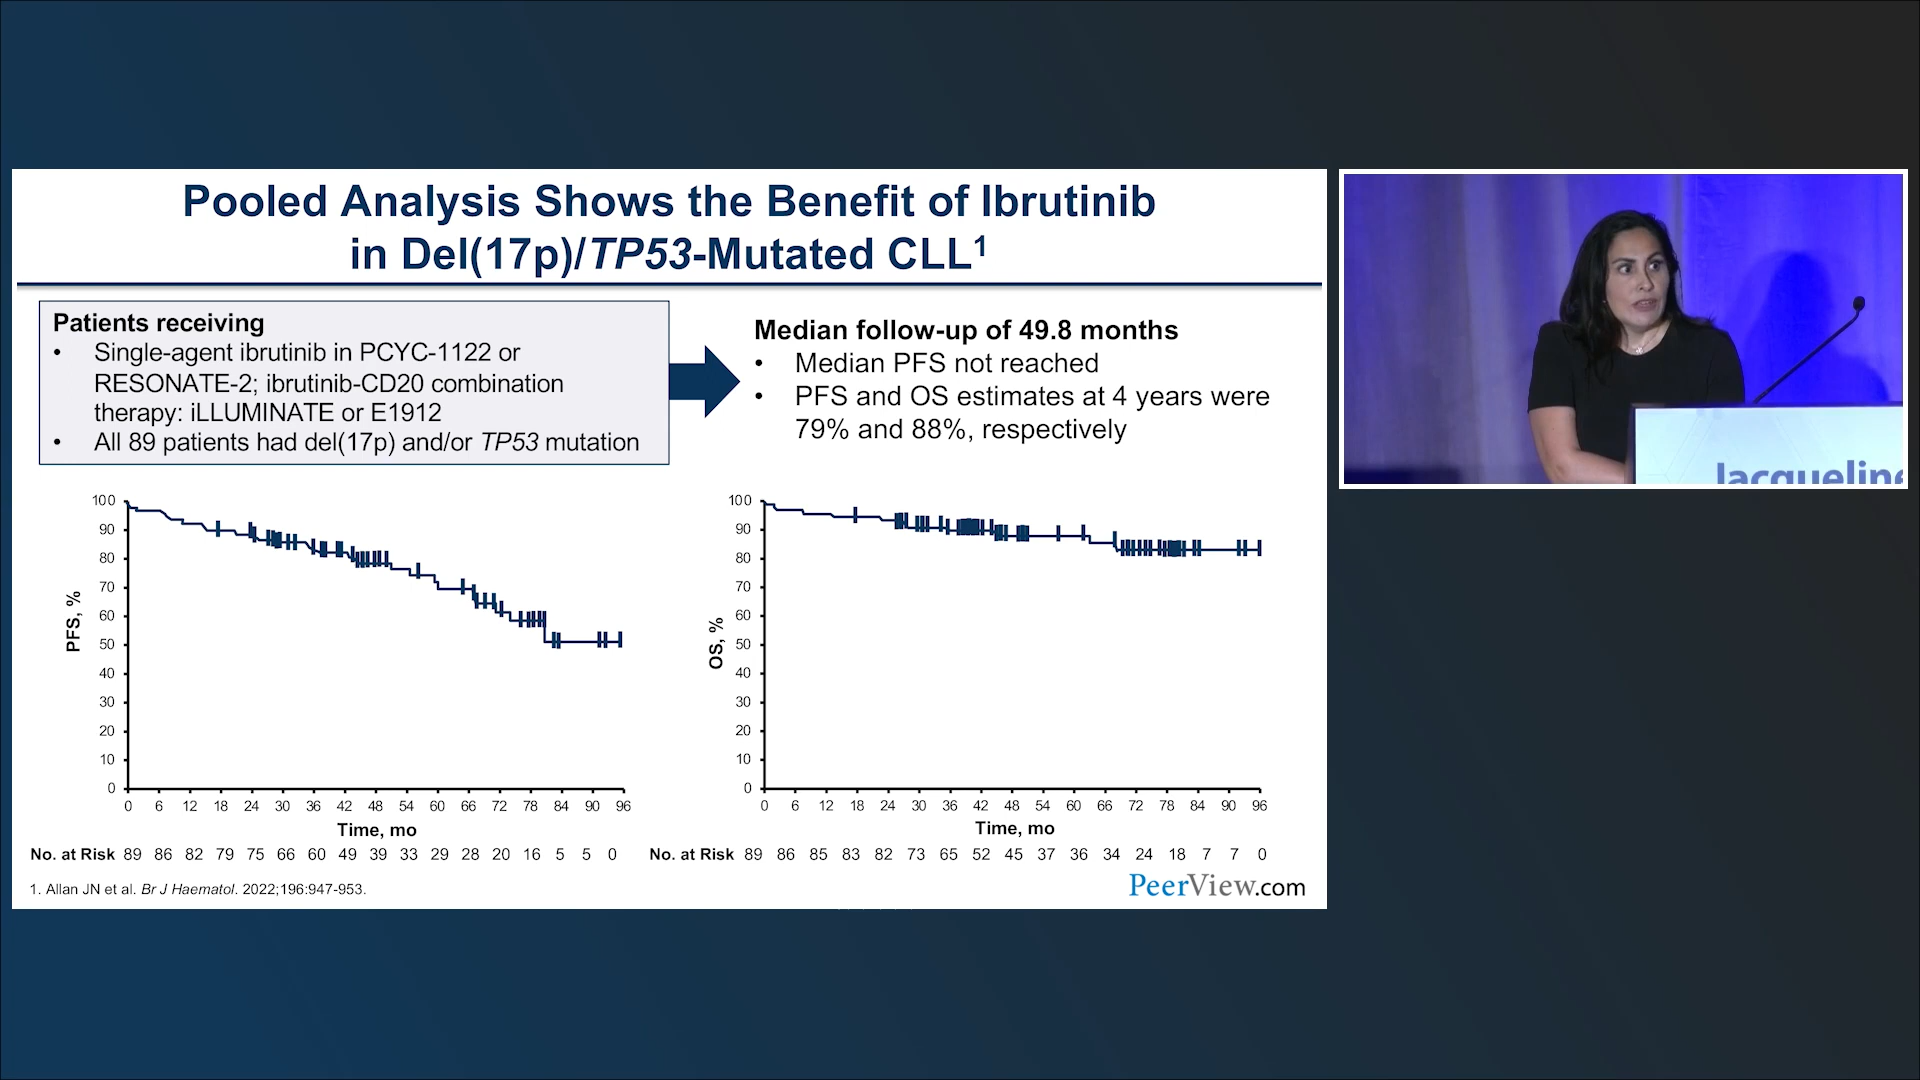 Pooled Analysis Shows the Benefit of Ibrutinib
in Del(17p)/TP53-Mutated CLL1
Patients receiving
• Single-agent ibrutinib in PCYC-1122 or
RESONATE-2; ibrutinib-CD20 combination
therapy: iLLUMINATE or E1912
• All 89 patients had del(17p) and/or TP53 mutation
Median follow-up of 49.8 months
• Median PFS not reached
• PFS and OS estimates at 4 years were
79% and 88%, respectively
PFS, %
100
90
80
70
60
50
40
30
20
10
0
0 6 12 18 24 30 36 42 48 54 60 66 72 78 84 90 96
Time, mo
No. at Risk 89 86 82 79 75 66 60 49 39 33 29 28 20 16 5 5 0
OS, %
100
90
80
70
60
50
40
30
20
10
0
0 6 12 18 24 30 36 42 48 54 60 66 72 78 84 90 96
Time, mo
No. at Risk 89 86 85 83 82 73 65 52 45 37 36 34 24 18 7 7 0
1. Allan JN et al. Br J Haematol. 2022;196:947-953.
PeerView.com
Jacqueline